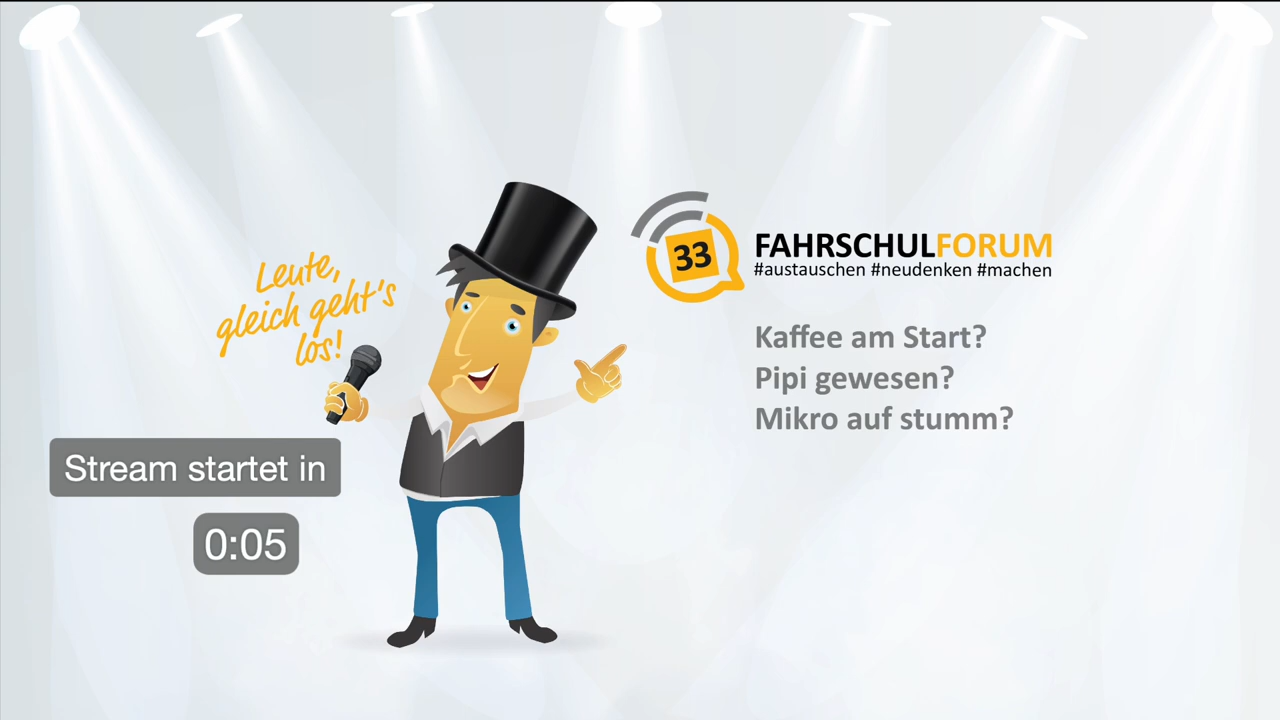 Leute,
gleich geht's
los!
Stream startet in
0:05
33
FAHRSCHULFORUM
#austauschen #neudenken #machen
Kaffee am Start?
Pipi gewesen?
Mikro auf stumm?